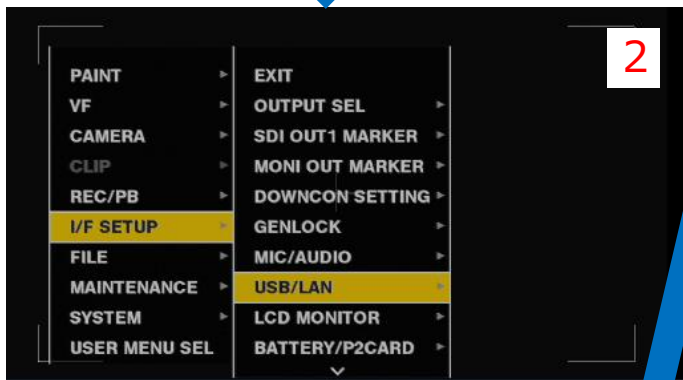 2
PAINT
VF
CAMERA
CLIP
REC/PB
I/F SETUP
FILE
MAINTENANCE
SYSTEM
USER MENU SEL
EXIT
OUTPUT SEL
SDI OUT1 MARKER
MONI OUT MARKER
DOWNCON SETTING
GENLOCK
MIC/AUDIO
USB/LAN
LCD MONITOR
BATTERY/P2CARD